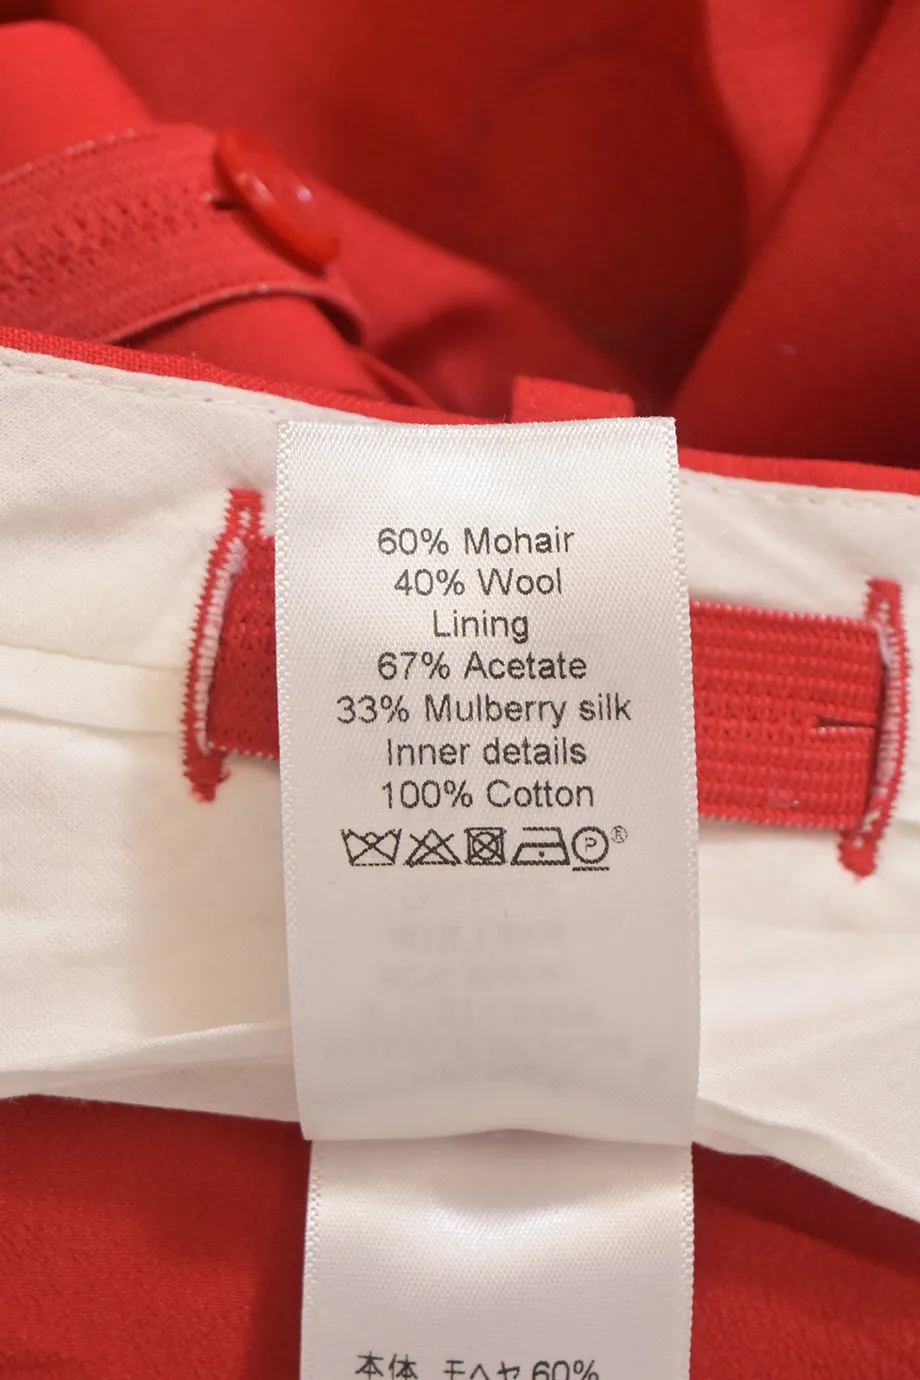 60% Mohair
40% Wool
Lining
67% Acetate
33% Mulberry silk
Inner details
100% Cotton
P®
本体 モヘヤ 60%